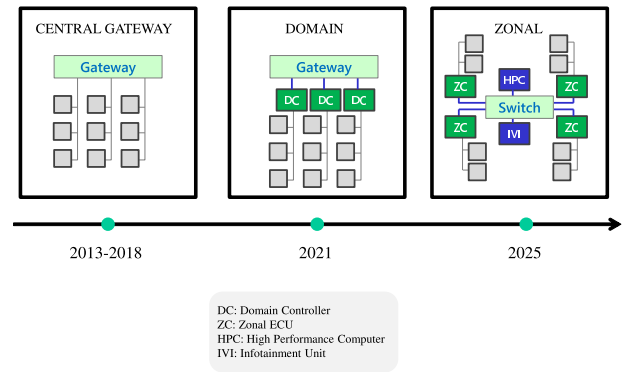 CENTRAL GATEWAY
Gateway
DOMAIN
Gateway
DC DC DC
ZONAL
ZC HPC ZC
Switch
ZC IVI ZC
2013-2018
2021
2025
DC: Domain Controller
ZC: Zonal ECU
HPC: High Performance Computer
IVI: Infotainment Unit